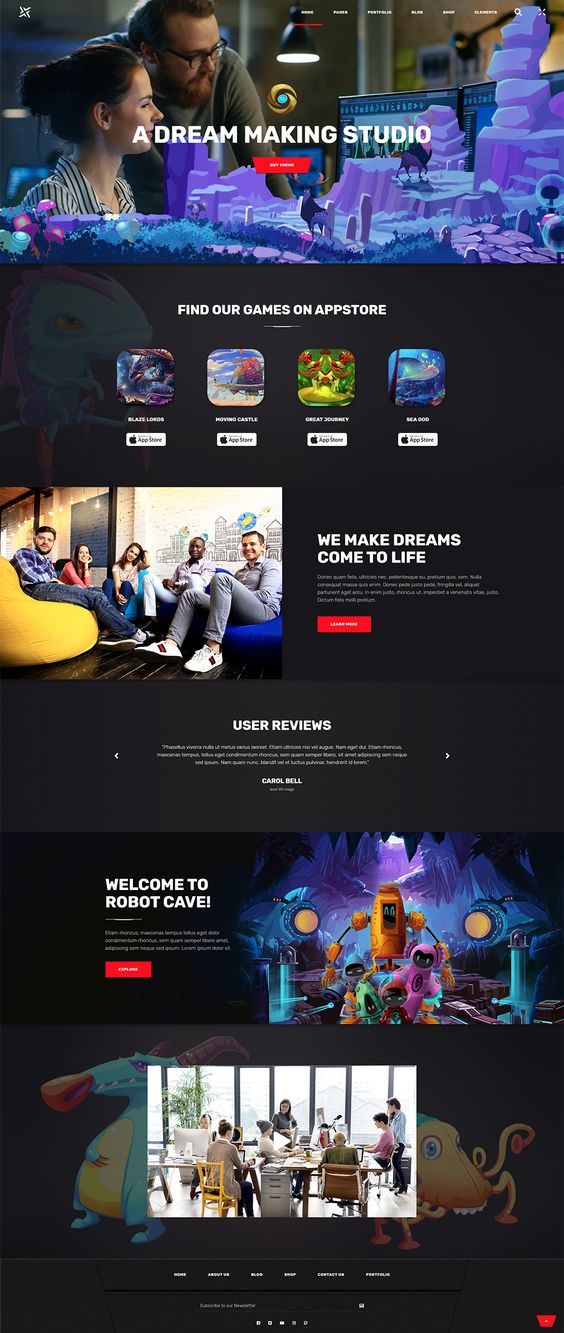 HOME PAGES PORTFOLIO BLOG SHOP ELEMENTS
A DREAM MAKING STUDIO
BUY THEME
FIND OUR GAMES ON APPSTORE
BLAZE LORDS MOVING CASTLE GREAT JOURNEY SEA GOD
App Store App Store App Store App Store
WE MAKE DREAMS
COME TO LIFE
Donec quam felis, ultricies nec, pellentesque eu, pretium quis, sem. Nulla
consequat massa quis enim. Donec pede justo pede, fringilla vel, aliquet
parturient eget arcu. In enim justo, rhoncus ut, imperdiet a venenatis vitae, justo.
Dictum felis molli pretium.
LEARN MORE
USER REVIEWS
"Phasellus viverra nulla ut metus varius laoreet. Etiam ultricies nisi vel augue. Nam eget dui. Etiam rhoncus,
maecenas tempus, tellus eget condimentum rhoncus, sem quam semper libero, sit amet adipiscing sem neque
sed ipsum. Nam quam nunc, blandit vel et luctus pulvinar, hendrerit id lorem."
CAROL BELL
level 80 mage
WELCOME TO
ROBOT CAVE!
Etiam rhoncus, maecenas tempus tellus eget dolor
condimentum rhoncus, sem quam semper libero amet,
adipiscing sem neque sed ipsum. Lorem ipsum dolor sit.
EXPLORE
HOME ABOUT US BLOG SHOP CONTACT US PORTFOLIO
Subscribe to our Newsletter